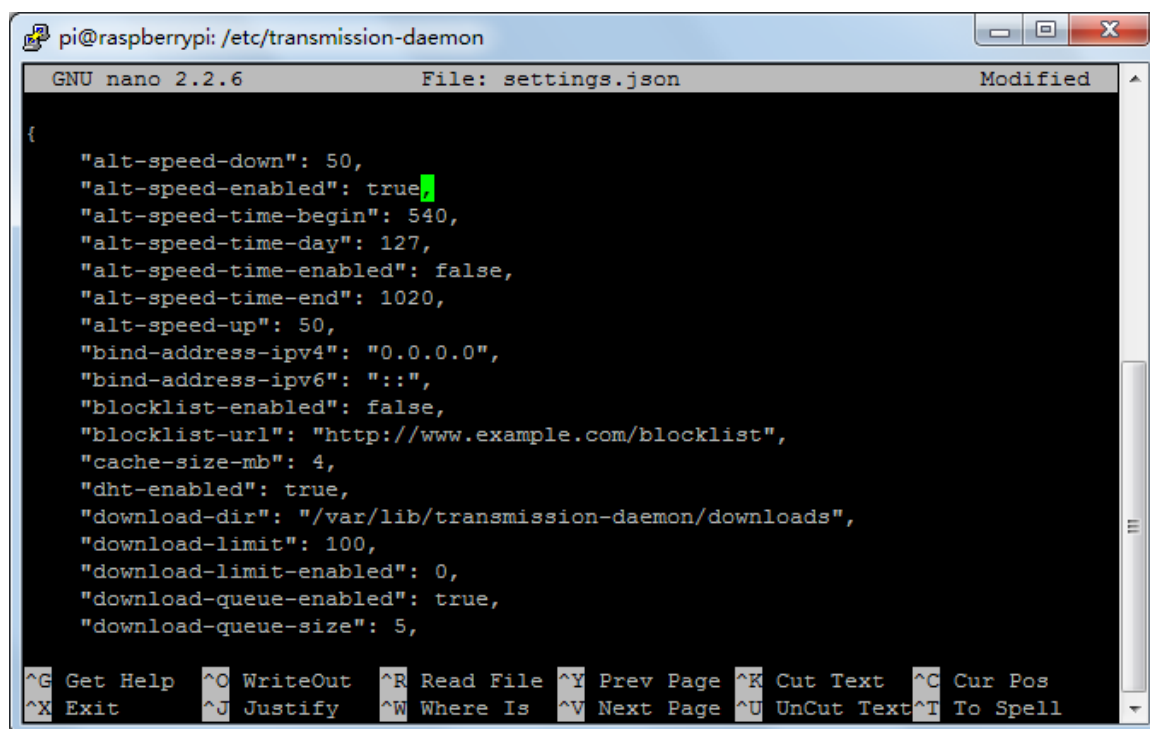 pi@raspberrypi: /etc/transmission-daemon
GNU nano 2.2.6 File: settings.json Modified
{
"alt-speed-down": 50,
"alt-speed-enabled": true,
"alt-speed-time-begin": 540,
"alt-speed-time-day": 127,
"alt-speed-time-enabled": false,
"alt-speed-time-end": 1020,
"alt-speed-up": 50,
"bind-address-ipv4": "0.0.0.0",
"bind-address-ipv6": "::",
"blocklist-enabled": false,
"blocklist-url": "http://www.example.com/blocklist",
"cache-size-mb": 4,
"dht-enabled": true,
"download-dir": "/var/lib/transmission-daemon/downloads",
"download-limit": 100,
"download-limit-enabled": 0,
"download-queue-enabled": true,
"download-queue-size": 5,
^G Get Help ^O WriteOut ^R Read File ^Y Prev Page ^K Cut Text ^C Cur Pos
^X Exit ^J Justify ^W Where Is ^V Next Page ^U UnCut Text ^T To Spell